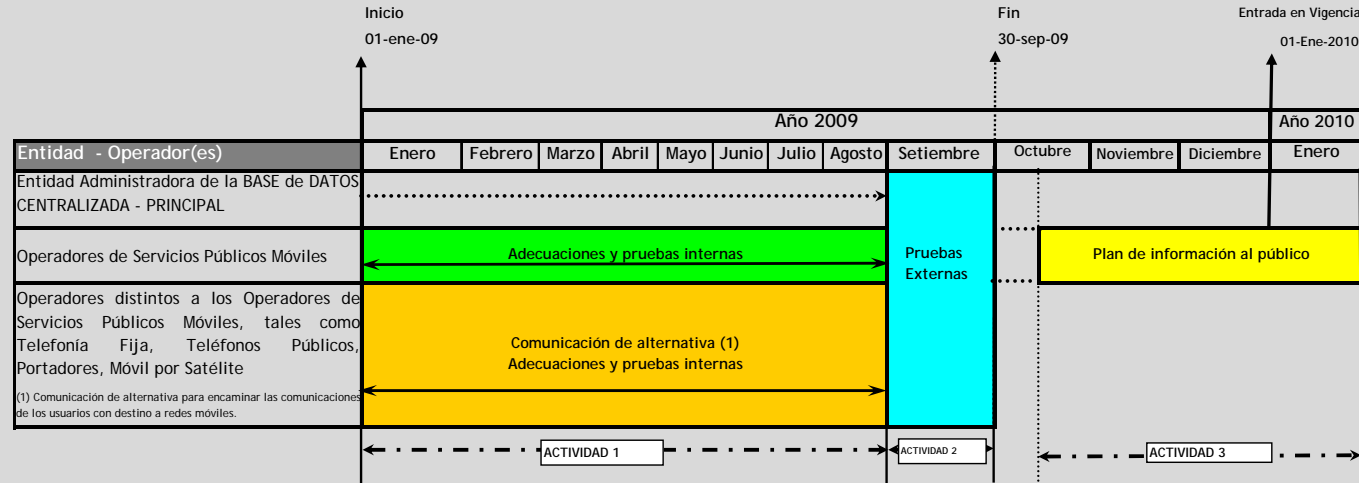 Inicio
Fin
Entrada en Vigencia
01-ene-09
30-sep-09
01-Ene-2010
Año 2009
Año 2010
Entidad - Operador(es)
Enero
Febrero
Marzo
Abril
Mayo
Junio
Julio
Agosto
Setiembre
Octubre
Noviembre
Diciembre
Enero
Entidad Administradora de la BASE de DATOS
CENTRALIZADA - PRINCIPAL
Operadores de Servicios Públicos Móviles
Adecuaciones y pruebas internas
Pruebas
Externas
Plan de información al público
Operadores distintos a los Operadores de
Servicios Públicos Móviles, tales como
Telefonía Fija, Teléfonos Públicos,
Portadores, Móvil por Satélite
(1) Comunicación de alternativa para encaminar las comunicaciones
de los usuarios con destino a redes móviles.
Comunicación de alternativa (1)
Adecuaciones y pruebas internas
ACTIVIDAD 1
ACTIVIDAD 2
ACTIVIDAD 3